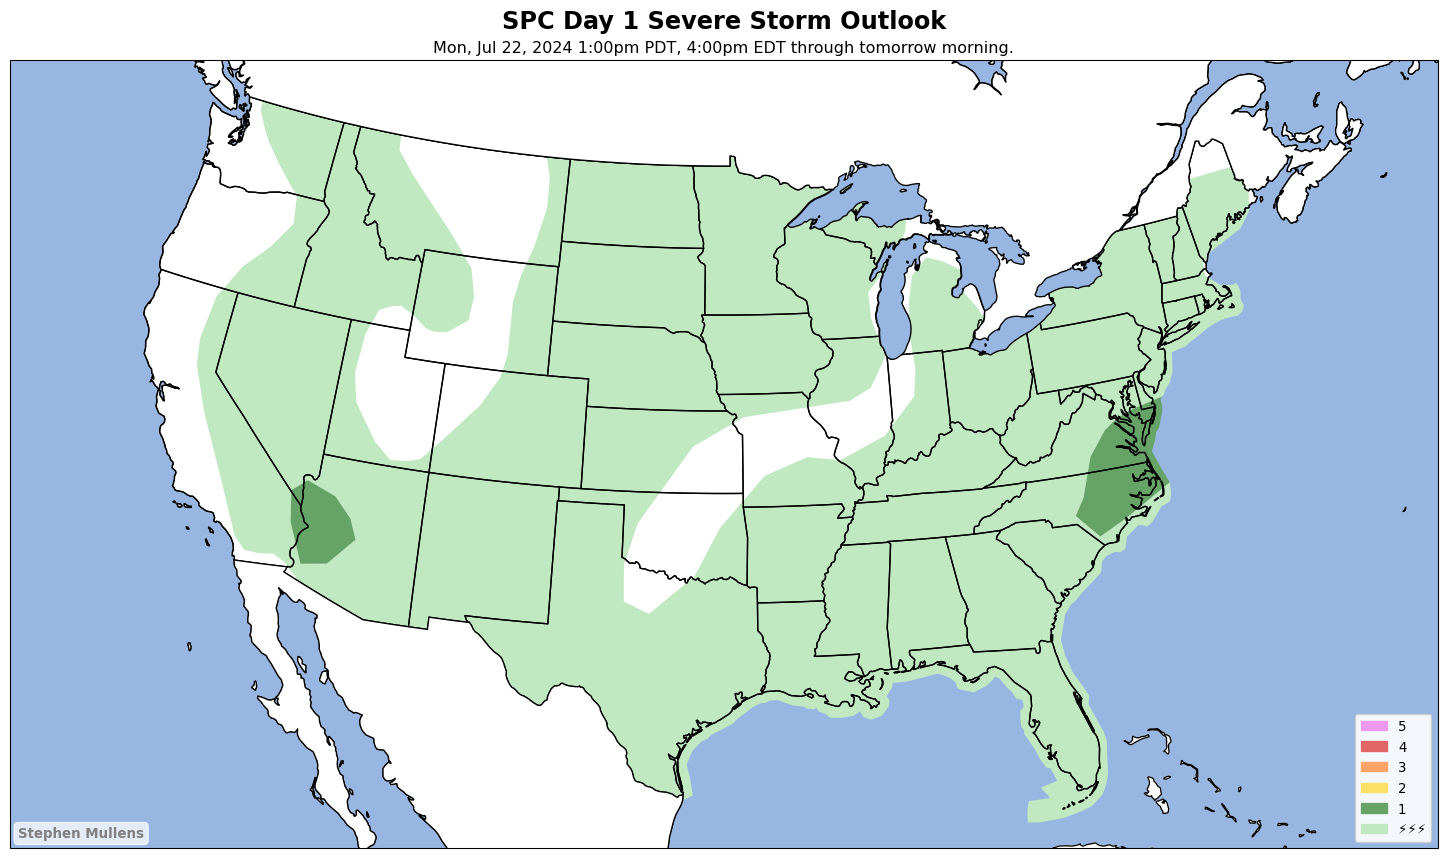 SPC Day 1 Severe Storm Outlook
Mon, Jul 22, 2024 1:00pm PDT, 4:00pm EDT through tomorrow morning.
5
4
3
2
1
⚡⚡⚡
Stephen Mullens